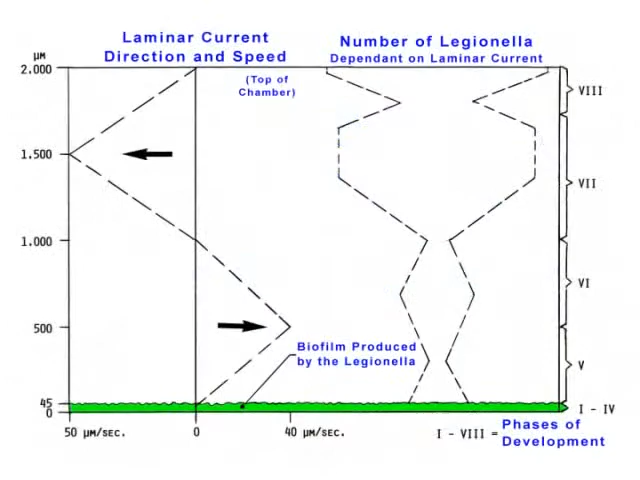 Laminar Current
Direction and Speed
Number of Legionella
Dependant on Laminar Current
µM
2.000
(Top of
Chamber)
VIII
1.500
VII
1.000
VI
500
Biofilm Produced
by the Legionella
V
45
0
I - IV
50 µM/SEC.
0
40 µM/SEC.
I - VIII = Phases of
Development